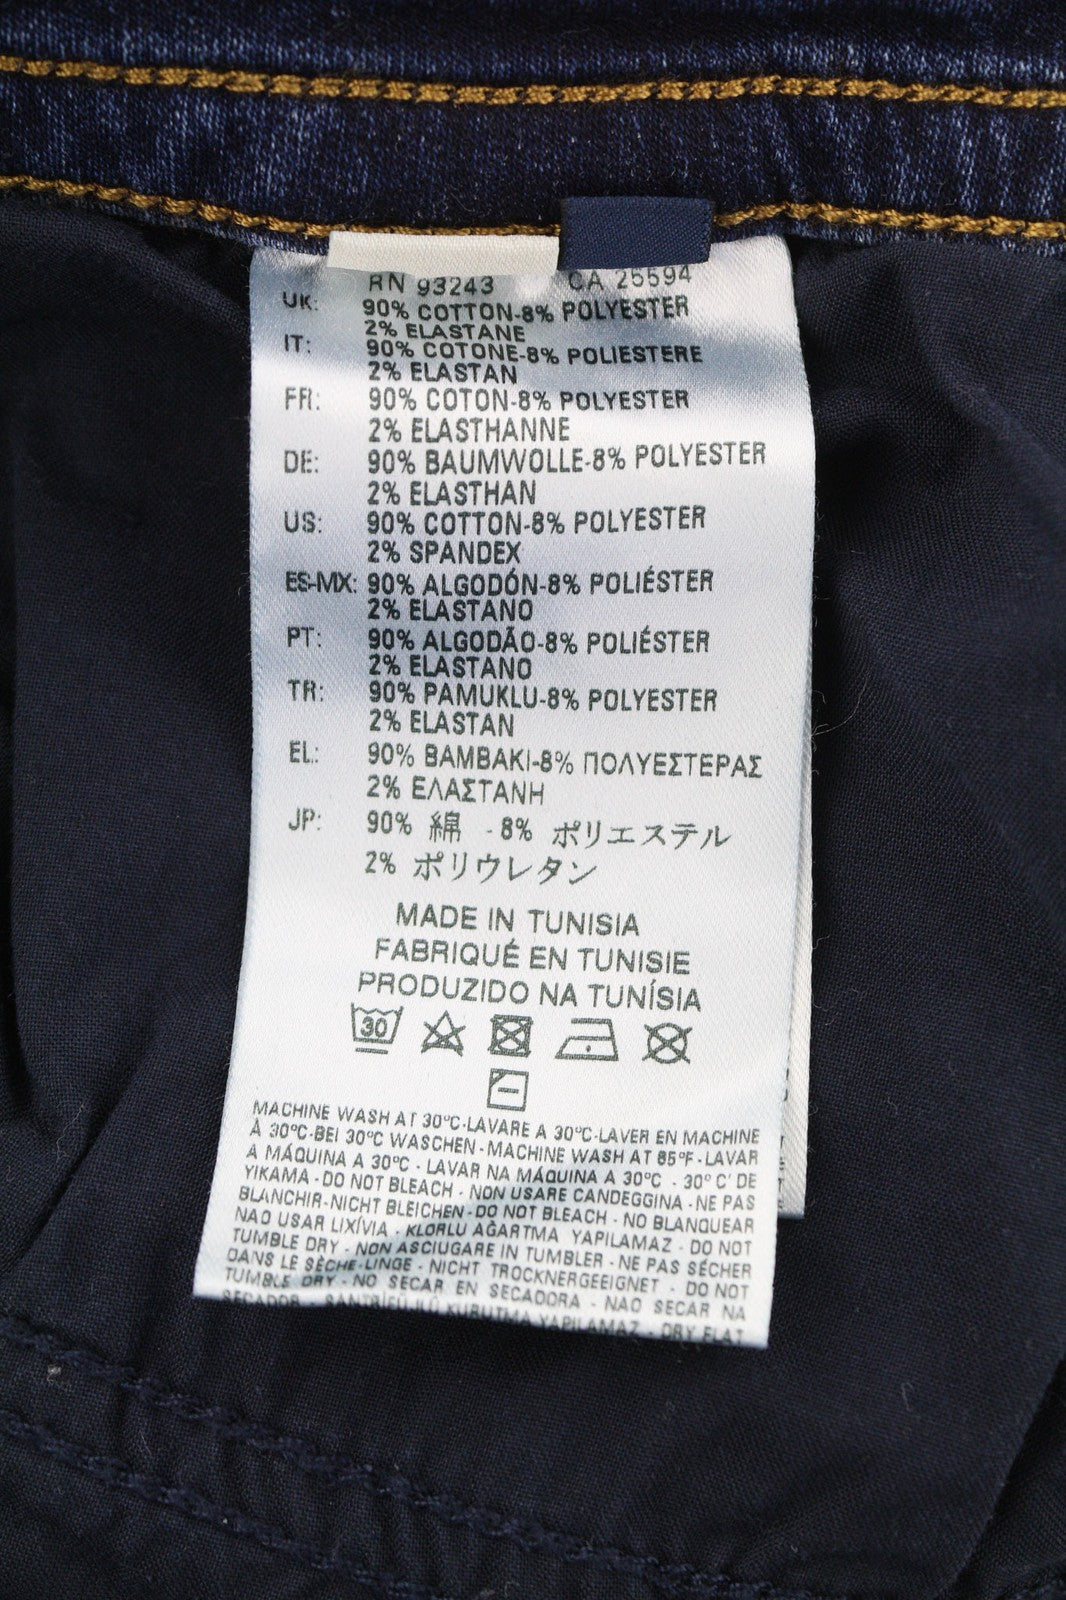 RN 93243 CA 25594
UK: 90% COTTON-8% POLYESTER
2% ELASTANE
IT: 90% COTONE-8% POLIESTERE
2% ELASTAN
FR: 90% COTON-8% POLYESTER
2% ELASTHANNE
DE: 90% BAUMWOLLE-8% POLYESTER
2% ELASTHAN
US: 90% COTTON-8% POLYESTER
2% SPANDEX
ES-MX: 90% ALGODÓN-8% POLIÉSTER
2% ELASTANO
PT: 90% ALGODÃO-8% POLIÉSTER
2% ELASTANO
TR: 90% PAMUKLU-8% POLYESTER
2% ELASTAN
EL: 90% BAMBAKI-8% ΠΟΛΥΕΣΤΕΡΑΣ
2% ΕΛΑΣΤΑΝΗ
JP: 90% 綿 - 8% ポリエステル
2% ポリウレタン
MADE IN TUNISIA
FABRIQUÉ EN TUNISIE
PRODUZIDO NA TUNÍSIA
30
MACHINE WASH AT 30°C-LAVARE A 30°C-LAVER EN MACHINE
À 30°C-BEI 30°C WASCHEN-MACHINE WASH AT 85°F-LAVAR
A MÁQUINA A 30°C - LAVAR NA MÁQUINA A 30°C - 30° C' DE
YIKAMA - DO NOT BLEACH - NON USARE CANDEGGINA - NE PAS
BLANCHIR-NICHT BLEICHEN-DO NOT BLEACH - NO BLANQUEAR
NAO USAR LIXÍVIA - KLORLU AĞARTMA YAPILAMAZ - DO NOT
TUMBLE DRY - NON ASCIUGARE IN TUMBLER - NE PAS SÉCHER
DANS LE SÈCHE-LINGE - NICHT TROCKNERGEEIGNET - DO NOT
TUMBLE DRY - NO SECAR EN SECADORA - NAO SECAR NA
SECADOR - KURUTMA YAPILAMAZ - DRY FLAT